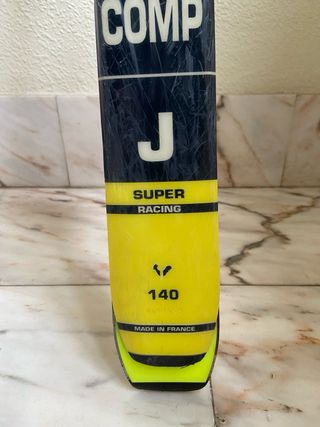 COMP
J
SUPER
RACING
140
MADE IN FRANCE